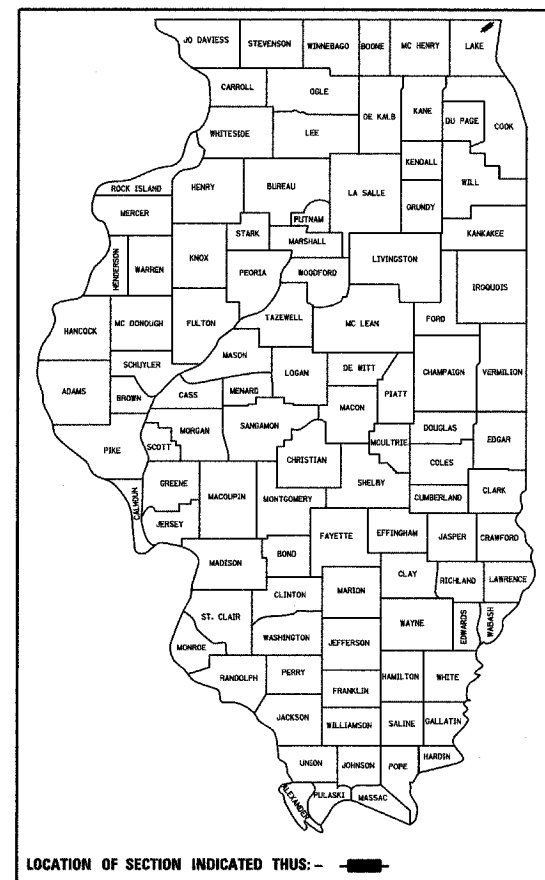 JO DAVIESS
STEVENSON
WINNEBAGO
BOONE
MC HENRY
LAKE
CARROLL
OGLE
DE KALB
KANE
DU PAGE
COOK
WHITESIDE
LEE
KENDALL
WILL
ROCK ISLAND
HENRY
BUREAU
LA SALLE
GRUNDY
MERCER
PUTNAM
KANKAKEE
STARK
MARSHALL
HENDERSON
WARREN
KNOX
PEORIA
WOODFORD
LIVINGSTON
IROQUOIS
HANCOCK
MC DONOUGH
FULTON
TAZEWELL
MC LEAN
FORD
SCHUYLER
MASON
LOGAN
DE WITT
CHAMPAIGN
VERMILION
ADAMS
BROWN
CASS
MENARD
MACON
PIATT
PIKE
SCOTT
MORGAN
SANGAMON
MOULTRIE
DOUGLAS
EDGAR
CHRISTIAN
COLES
CALHOUN
GREENE
MACOUPIN
MONTGOMERY
SHELBY
CUMBERLAND
CLARK
JERSEY
FAYETTE
EFFINGHAM
JASPER
CRAWFORD
MADISON
BOND
CLAY
RICHLAND
LAWRENCE
CLINTON
MARION
ST. CLAIR
WAYNE
EDWARDS
WABASH
WASHINGTON
JEFFERSON
MONROE
RANDOLPH
PERRY
HAMILTON
WHITE
FRANKLIN
JACKSON
WILLIAMSON
SALINE
GALLATIN
UNION
JOHNSON
POPE
HARDIN
ALEXANDER
PULASKI
MASSAC
LOCATION OF SECTION INDICATED THUS: -